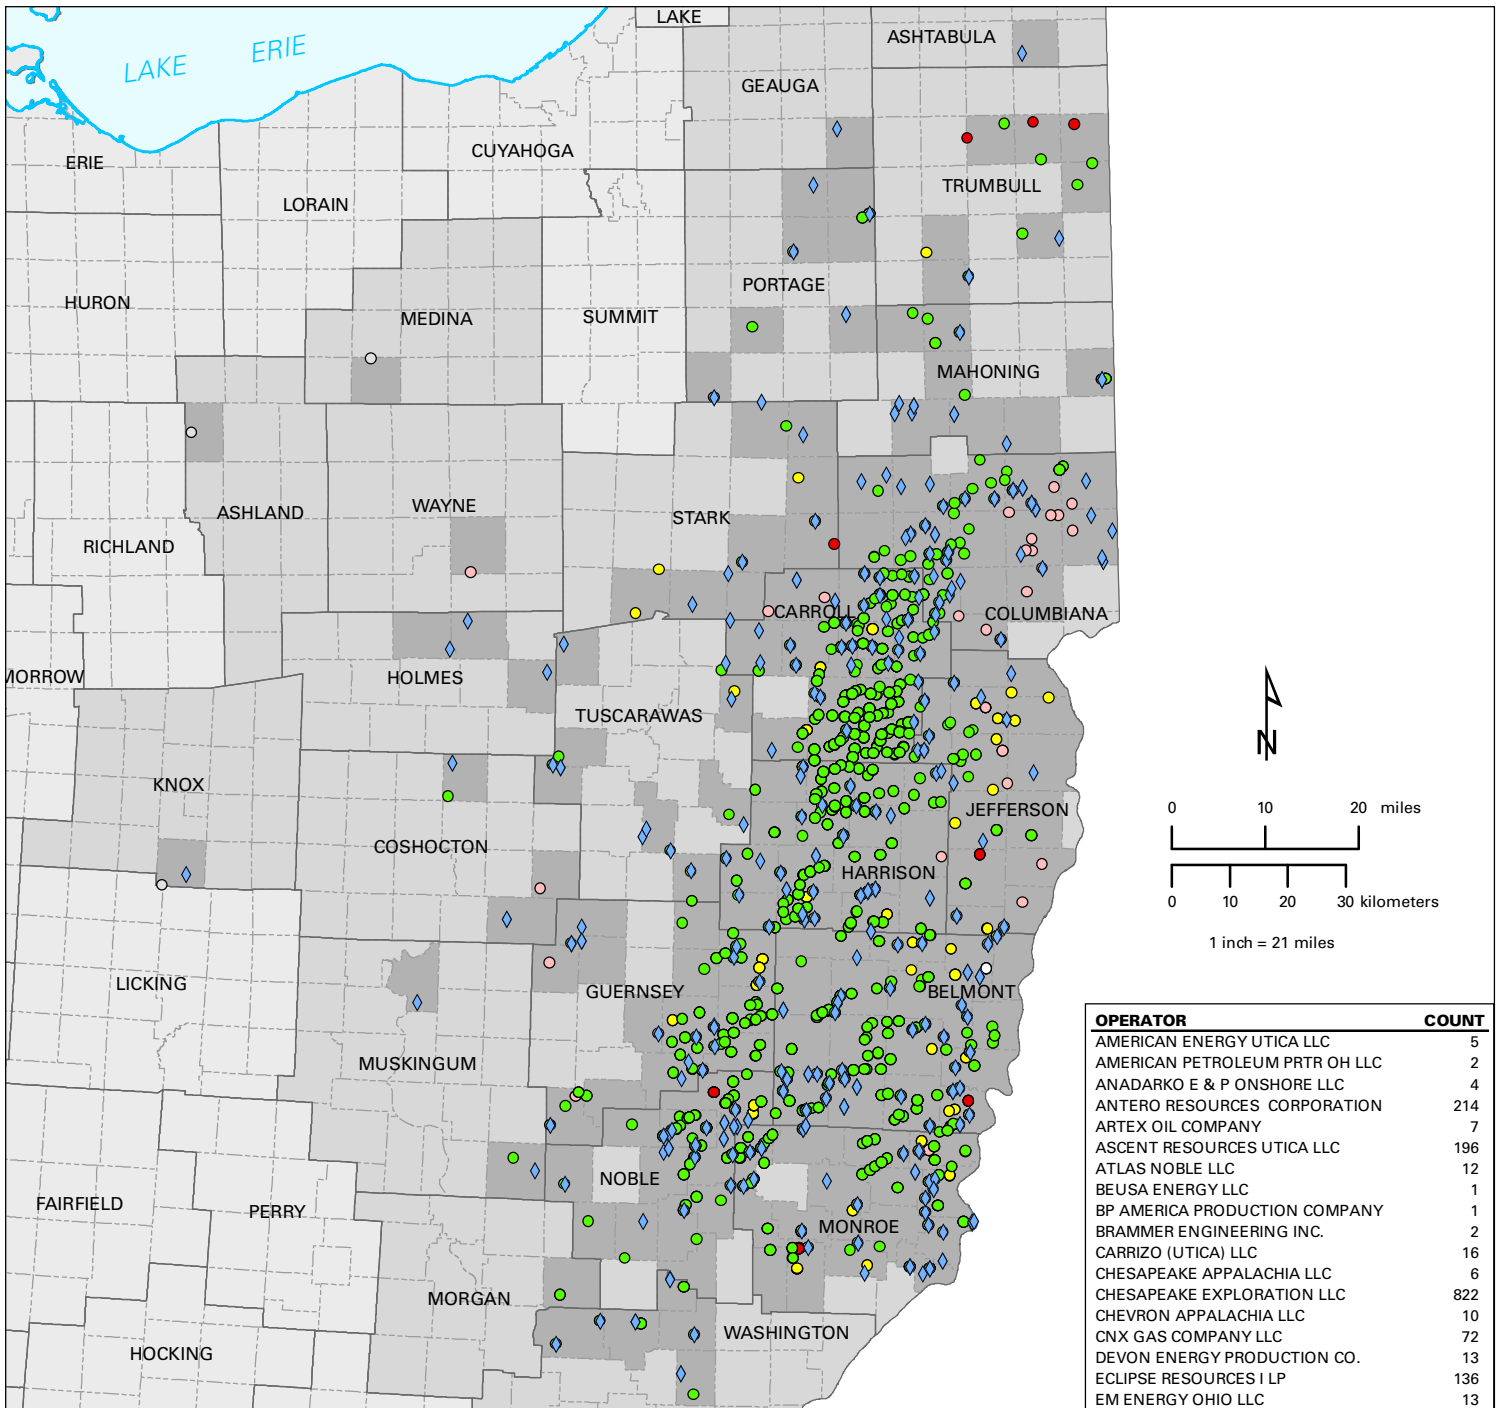 LAKE
ASHTABULA
LAKE ERIE
GEAUGA
CUYAHOGA
ERIE
TRUMBULL
LORAIN
PORTAGE
HURON
MEDINA
SUMMIT
MAHONING
WAYNE
ASHLAND
STARK
RICHLAND
CARROLL
COLUMBIANA
MORROW
HOLMES
TUSCARAWAS
N
KNOX
0 10 20 miles
JEFFERSON
COSHOCTON
HARRISON
0 10 20 30 kilometers
1 inch = 21 miles
LICKING
GUERNSEY
BELMONT
MUSKINGUM
NOBLE
FAIRFIELD
PERRY
MONROE
MORGAN
WASHINGTON
HOCKING
OPERATOR COUNT
AMERICAN ENERGY UTICA LLC 5
AMERICAN PETROLEUM PRTR OH LLC 2
ANADARKO E & P ONSHORE LLC 4
ANTERO RESOURCES CORPORATION 214
ARTEX OIL COMPANY 7
ASCENT RESOURCES UTICA LLC 196
ATLAS NOBLE LLC 12
BEUSA ENERGY LLC 1
BP AMERICA PRODUCTION COMPANY 1
BRAMMER ENGINEERING INC. 2
CARRIZO (UTICA) LLC 16
CHESAPEAKE APPALACHIA LLC 6
CHESAPEAKE EXPLORATION LLC 822
CHEVRON APPALACHIA LLC 10
CNX GAS COMPANY LLC 72
DEVON ENERGY PRODUCTION CO. 13
ECLIPSE RESOURCES I LP 136
EM ENERGY OHIO LLC 13